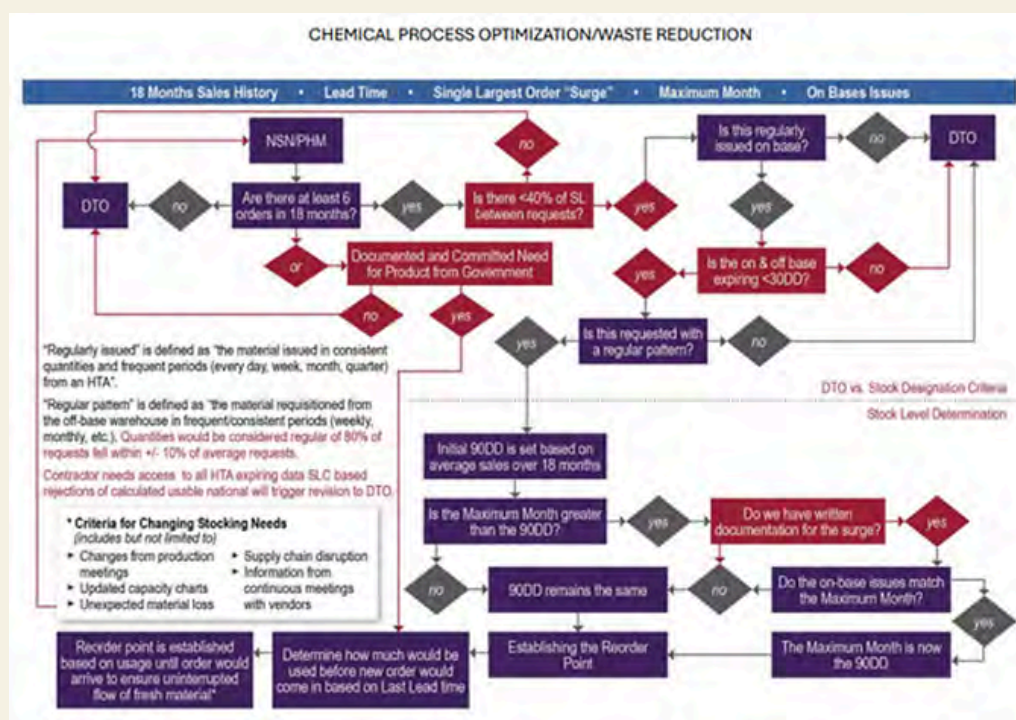 CHEMICAL PROCESS OPTIMIZATION/WASTE REDUCTION
18 Months Sales History • Lead Time • Single Largest Order "Surge" • Maximum Month • On Bases Issues
NSN/PHM
no
Is this regularly
issued on base?
no
DTO
DTO
no
Are there at least 6
orders in 18 months?
yes
Is there <40% of SL
between requests?
yes
yes
or
Documented and Committed Need
for Product from Government
yes
Is the on & off base
expiring <30DD?
no
no
yes
yes
Is this requested with
a regular pattern?
no
"Regularly issued" is defined as "the material issued in consistent
quantities and frequent periods (every day, week, month, quarter)
from an HTA".
"Regular pattern" is defined as "the material requisitioned from
the off-base warehouse in frequent/consistent periods (weekly,
monthly, etc.). Quantities would be considered regular of 80% of
requests fell within +/- 10% of average requests.
Contractor needs access to all HTA expiring data SLC based
rejections of calculated usable national will trigger revision to DTO.
DTO vs. Stock Designation Criteria
Stock Level Determination
Initial 90DD is set based on
average sales over 18 months
Is the Maximum Month greater
than the 90DD?
yes
Do we have written
documentation for the surge?
yes
* Criteria for Changing Stocking Needs
(includes but not limited to)
► Changes from production
meetings
► Updated capacity charts
► Unexpected material loss
► Supply chain disruption
► Information from
continuous meetings
with vendors
no
90DD remains the same
no
Do the on-base issues match
the Maximum Month?
yes
Reorder point is established
based on usage until order would
arrive to ensure uninterrupted
flow of fresh material*
Determine how much would be
used before new order would
come in based on Last Lead time
Establishing the Reorder
Point
The Maximum Month is now
the 90DD